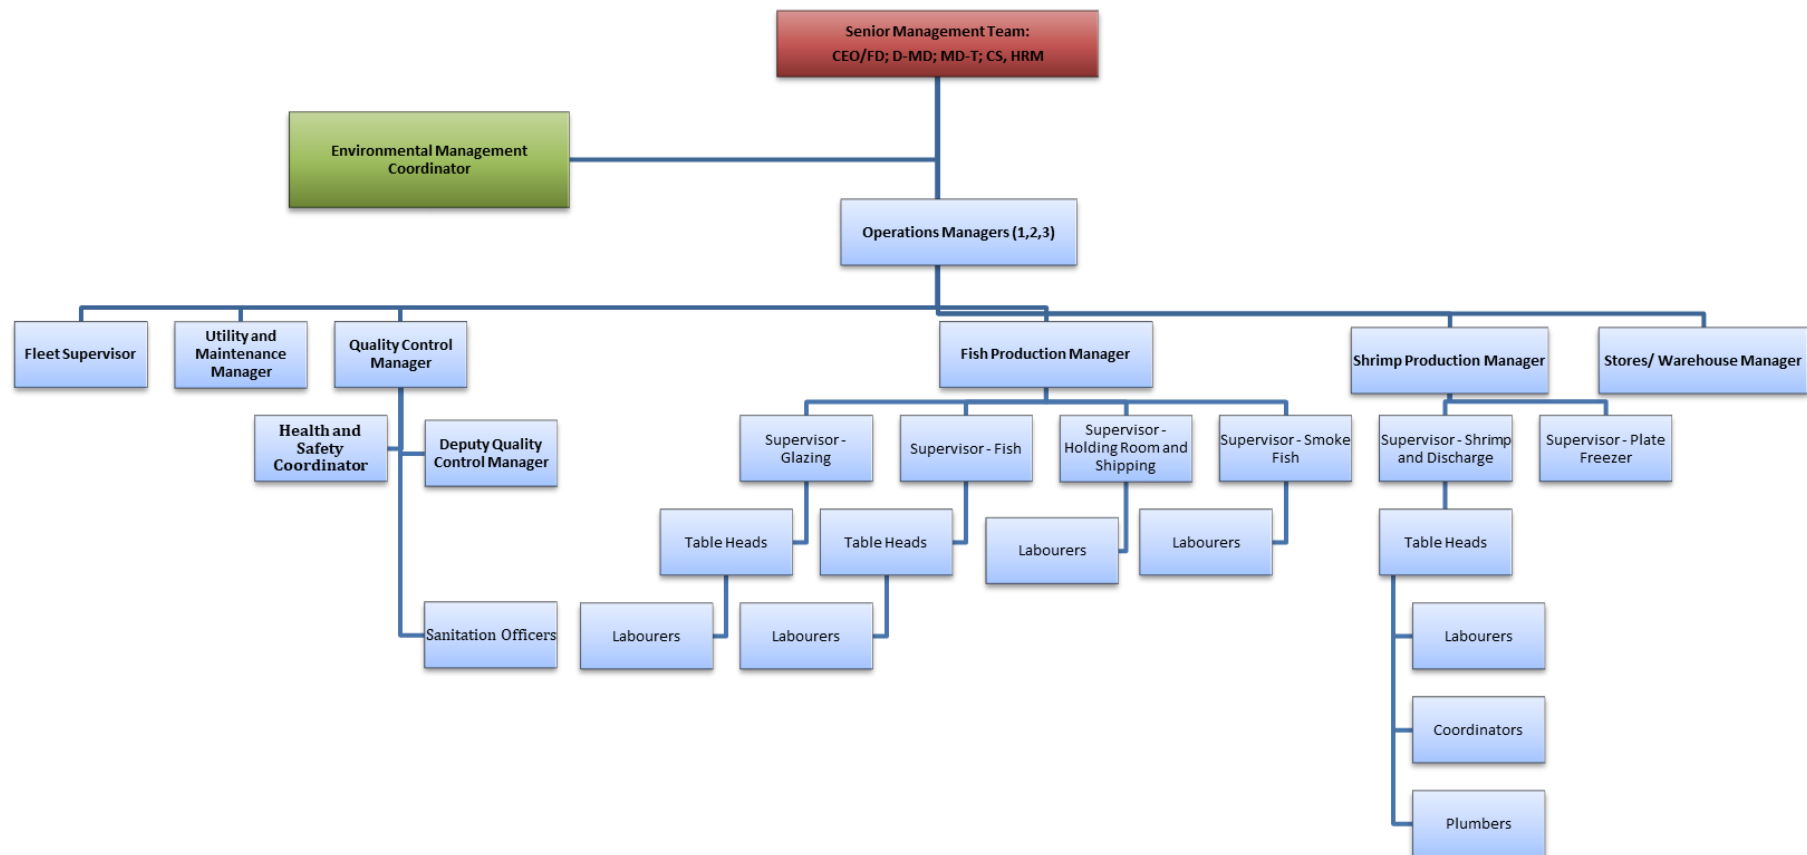 Senior Management Team:
CEO/FD; D-MD; MD-T; CS, HRM
Environmental Management
Coordinator
Operations Managers (1,2,3)
Fleet Supervisor
Utility and
Maintenance
Manager
Quality Control
Manager
Fish Production Manager
Shrimp Production Manager
Stores/ Warehouse Manager
Health and
Safety
Coordinator
Deputy Quality
Control Manager
Supervisor -
Glazing
Supervisor - Fish
Supervisor -
Holding Room and
Shipping
Supervisor - Smoke
Fish
Supervisor - Shrimp
and Discharge
Supervisor - Plate
Freezer
Table Heads
Table Heads
Labourers
Labourers
Table Heads
Sanitation Officers
Labourers
Labourers
Labourers
Coordinators
Plumbers